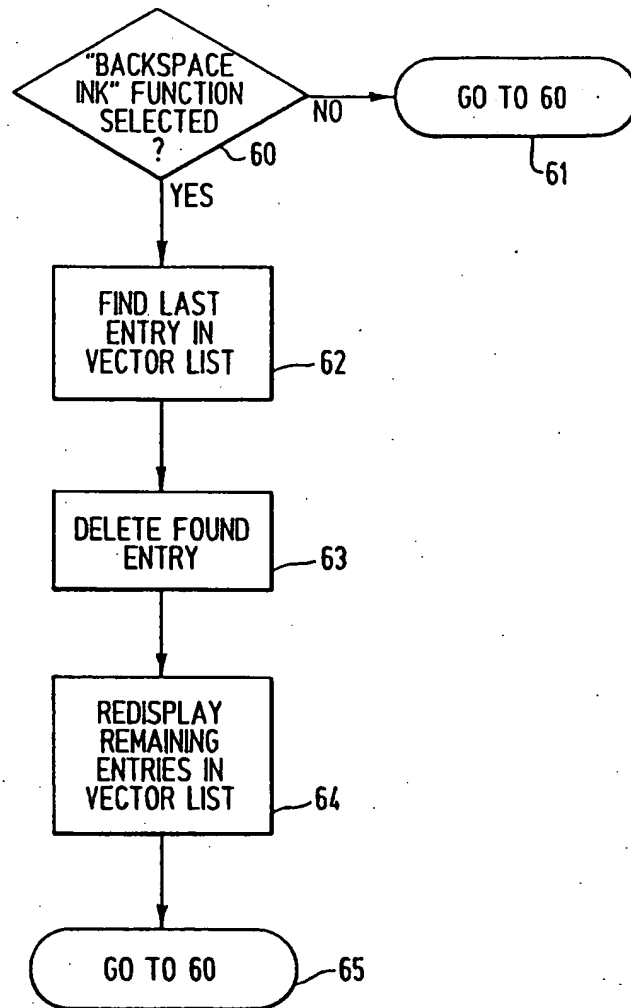 "BACKSPACE
INK" FUNCTION
SELECTED
?
60
NO
GO TO 60
61
YES
FIND LAST
ENTRY IN
VECTOR LIST
62
DELETE FOUND
ENTRY
63
REDISPLAY
REMAINING
ENTRIES IN
VECTOR LIST
64
GO TO 60
65